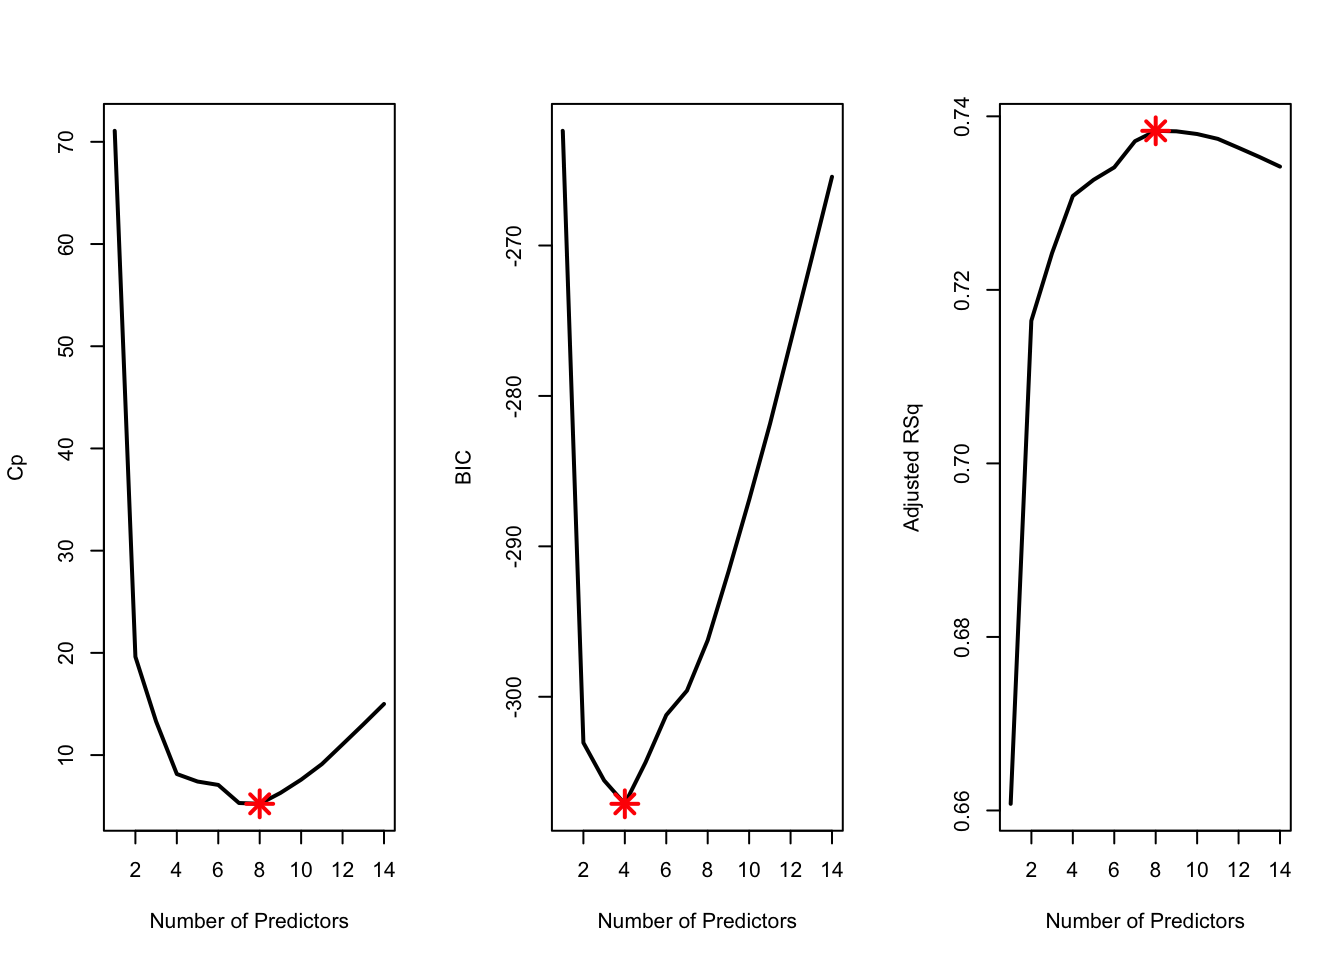 Cp
70
60
50
40
30
20
10
2 4 6 8 10 12 14
Number of Predictors
BIC
-270
-280
-290
-300
2 4 6 8 10 12 14
Number of Predictors
Adjusted RSq
0.74
0.72
0.70
0.68
0.66
2 4 6 8 10 12 14
Number of Predictors